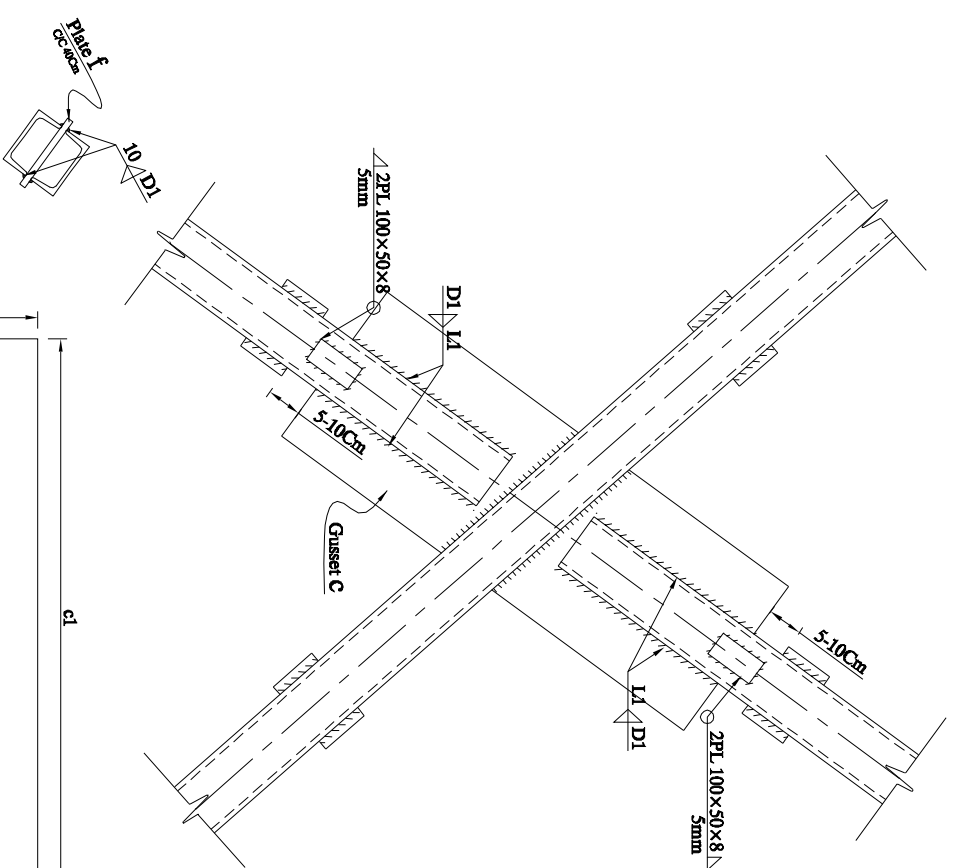 Plate f
C/C 40Cm
10
D1
2PL 100×50×8
5mm
D1
L1
5-10Cm
Gusset C
5-10Cm
L1
D1
2PL 100×50×8
5mm
c1